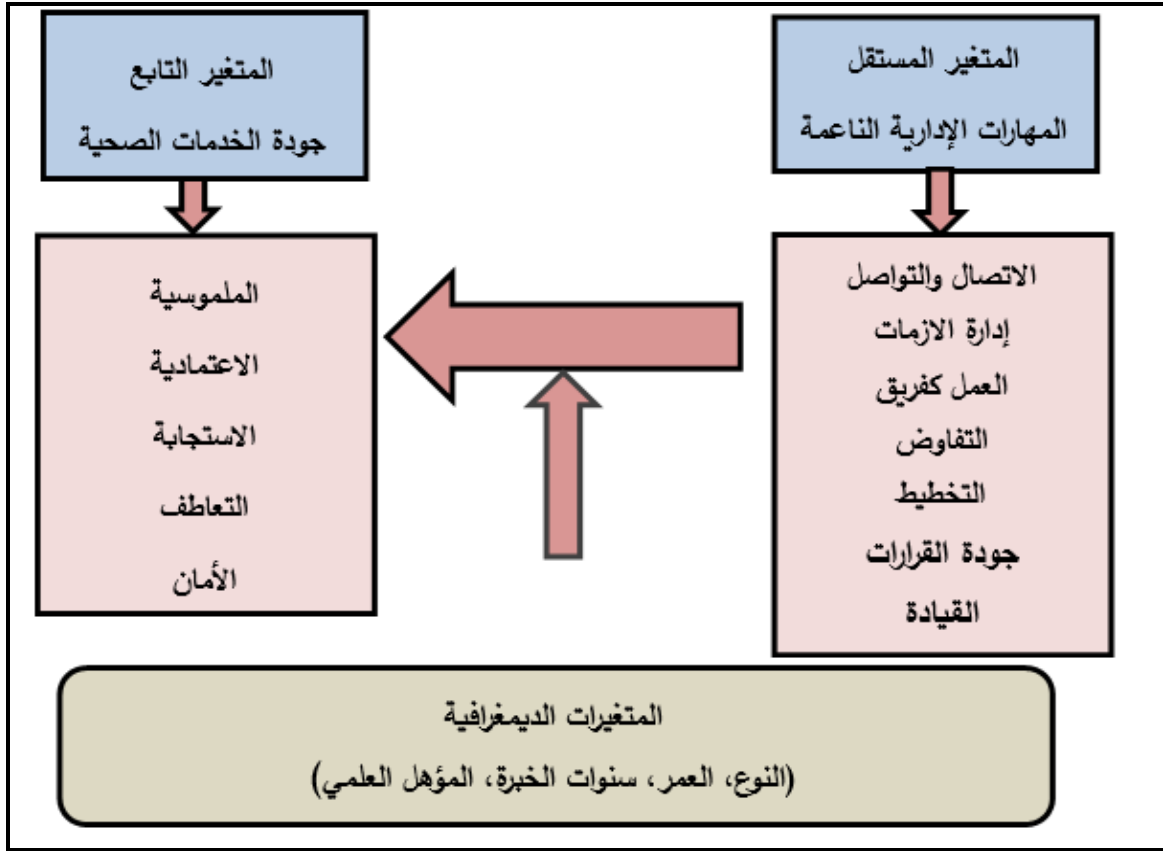 المتغير المستقل
المهارات الإدارية الناعمة
الاتصال والتواصل
إدارة الازمات
العمل كفريق
التفاوض
التخطيط
جودة القرارات
القيادة
المتغير التابع
جودة الخدمات الصحية
الملموسية
الاعتمادية
الاستجابة
التعاطف
الأمان
المتغيرات الديمغرافية
(النوع، العمر، سنوات الخبرة، المؤهل العلمي)